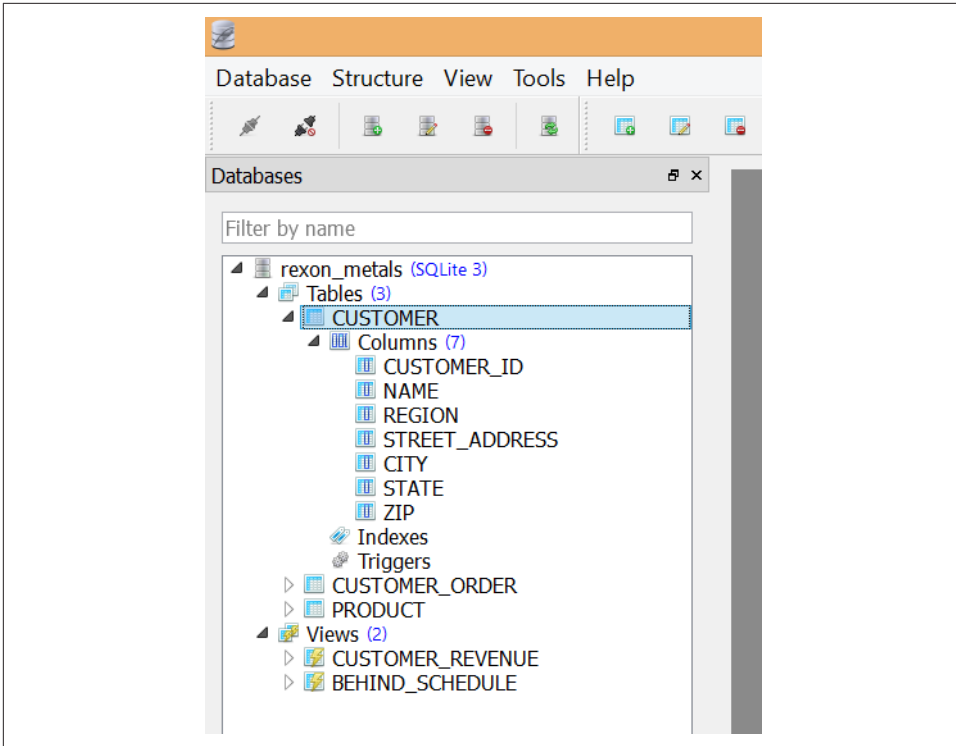 Database Structure View Tools Help
Databases
Filter by name
rexon_metals (SQLite 3)
Tables (3)
CUSTOMER
Columns (7)
CUSTOMER_ID
NAME
REGION
STREET_ADDRESS
CITY
STATE
ZIP
Indexes
Triggers
CUSTOMER_ORDER
PRODUCT
Views (2)
CUSTOMER_REVENUE
BEHIND_SCHEDULE